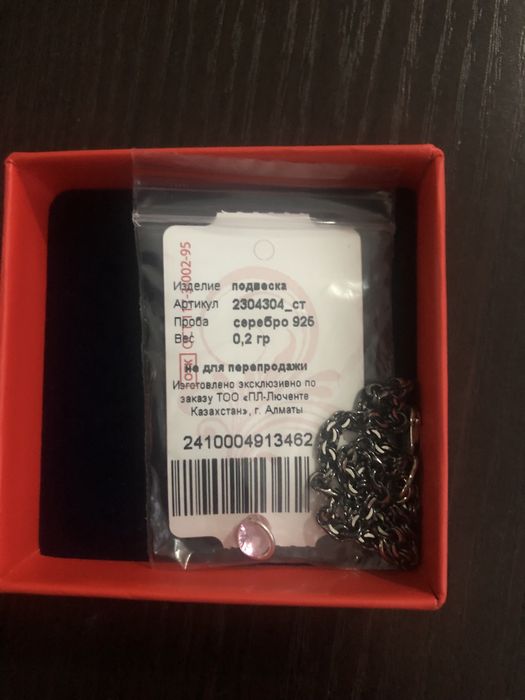 Изделие подвеска
Артикул 2304304_ст
Проба серебро 925
Вес 0,2 гр
не для перепродажи
Изготовлено эксклюзивно по
заказу ТОО «ПЛ-Люченте
Казахстан», г. Алматы
2410004913462